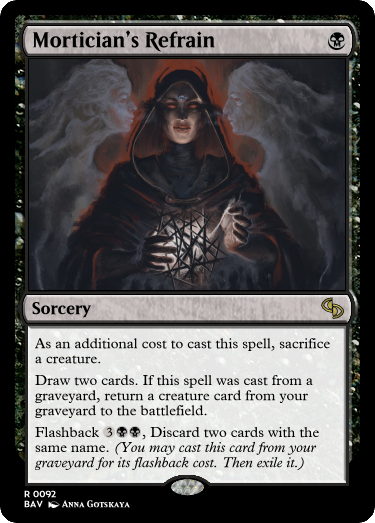 Mortician's Refrain
Sorcery
As an additional cost to cast this spell, sacrifice
a creature.
Draw two cards. If this spell was cast from a
graveyard, return a creature card from your
graveyard to the battlefield.
Flashback 3, Discard two cards with the
same name. (You may cast this card from your
graveyard for its flashback cost. Then exile it.)
R 0092
BAV Anna Gotskaya